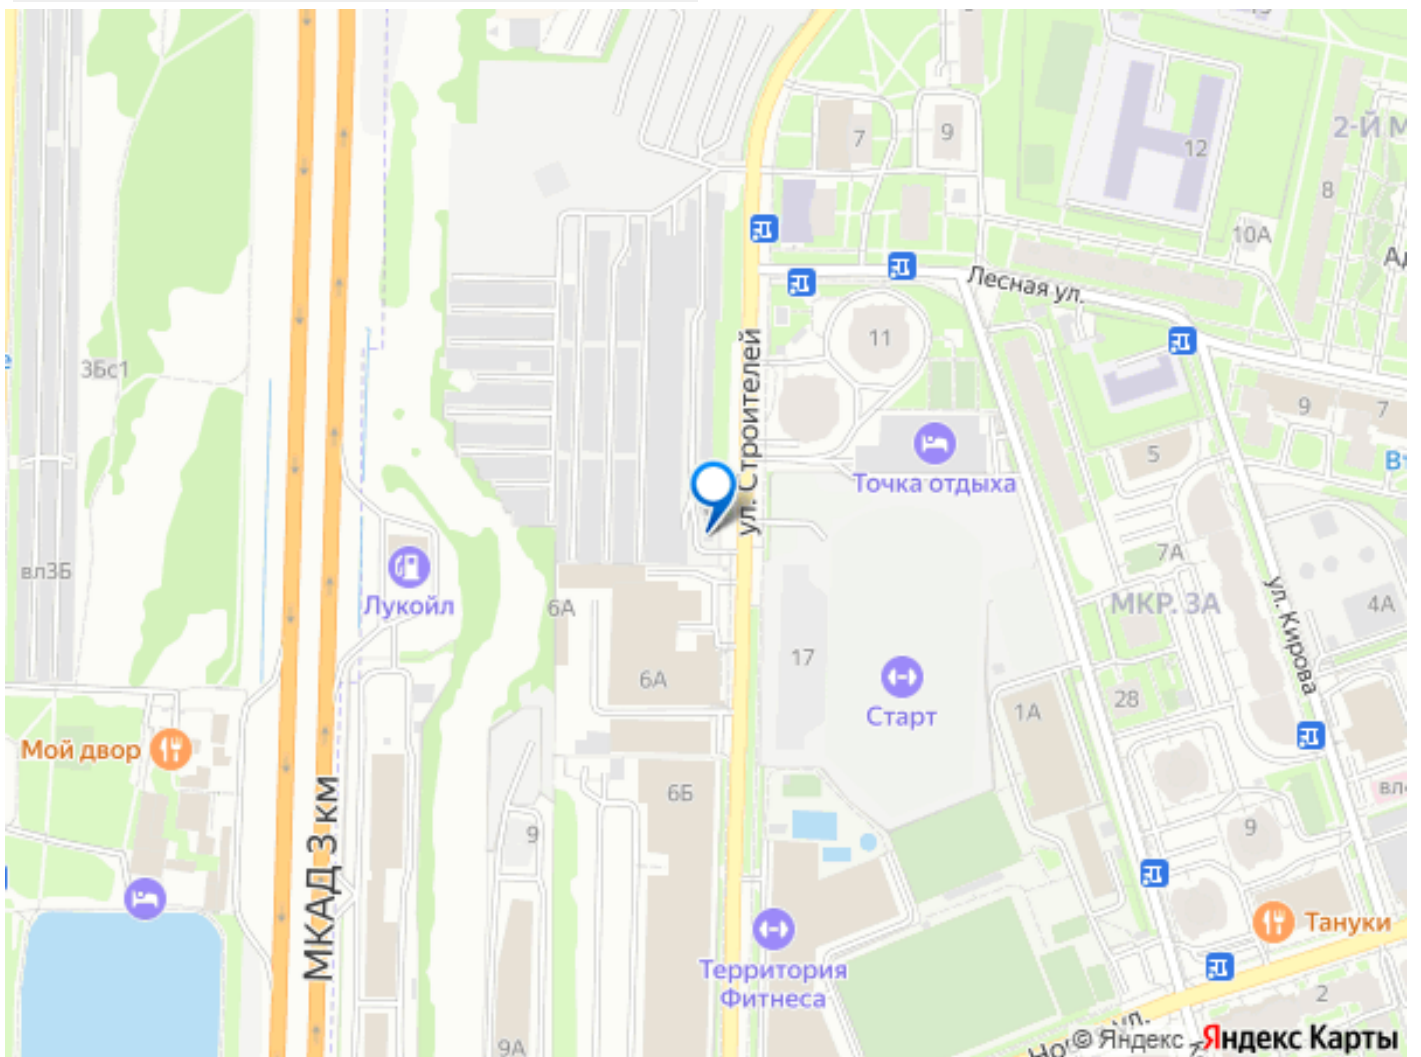 7
9
12
2-Й М
8
10А
Лесная ул.
11
3Бс1
ул. Строителей
9
7
5
Точка отдыха
вл3Б
Лукойл
6А
7А
МКР. 3А
ул. Кирова
4А
17
6А
28
Старт
1А
Мой двор
6Б
МКАД 3 км
9
9
Тануки
Территория
Фитнеса
2
9А
© Яндекс
Яндекс Карты